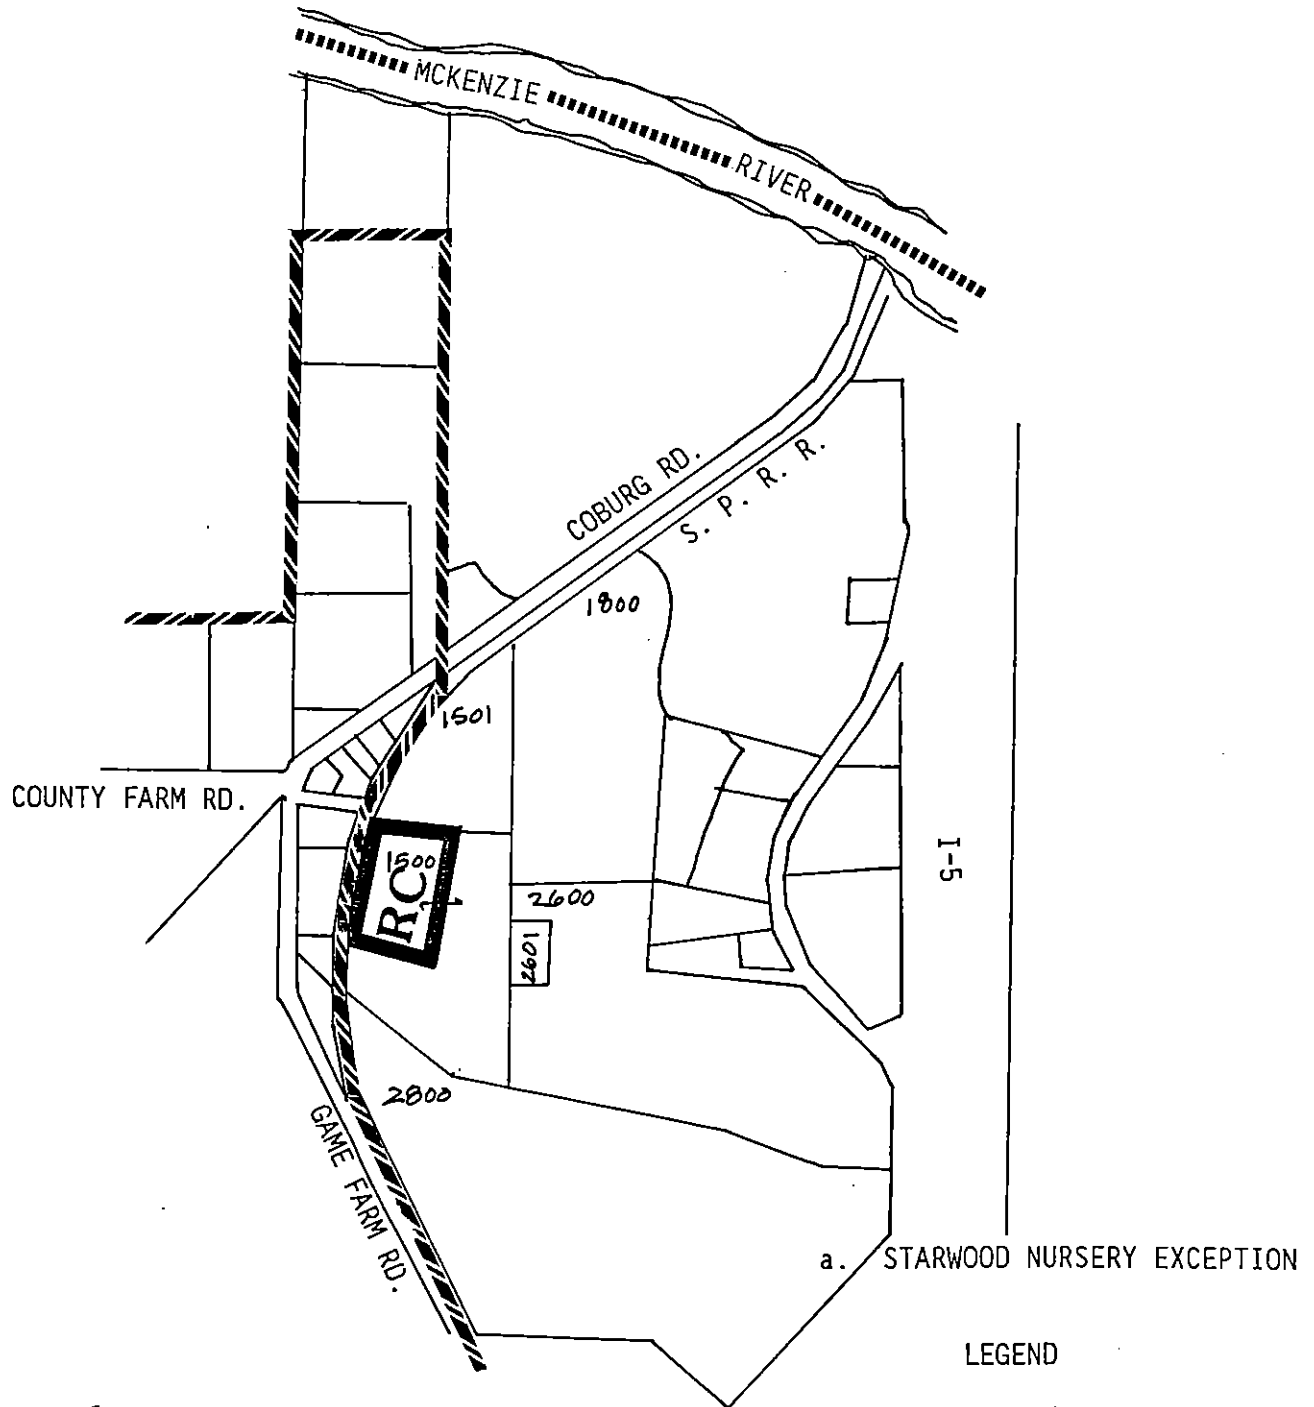 MCKENZIE
RIVER
COBURG RD.
S. P. R. R.
1800
1501
COUNTY FARM RD.
1500
RC
2600
2601
I-5
2800
GAME FARM RD.
a. STARWOOD NURSERY EXCEPTION
LEGEND